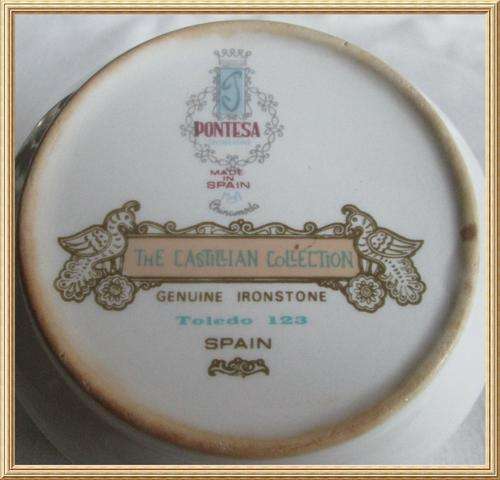 PONTESA
MADE
IN
SPAIN
THE CASTILLIAN COLLECTION
GENUINE IRONSTONE
Toledo 123
SPAIN